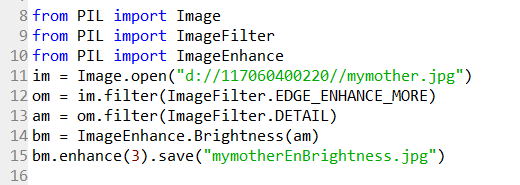 8 from PIL import Image
9 from PIL import ImageFilter
10 from PIL import ImageEnhance
11 im = Image.open("d://117060400220//mymother.jpg")
12 om = im.filter(ImageFilter.EDGE_ENHANCE_MORE)
13 am = om.filter(ImageFilter.DETAIL)
14 bm = ImageEnhance.Brightness(am)
15 bm.enhance(3).save("mymotherEnBrightness.jpg")
16